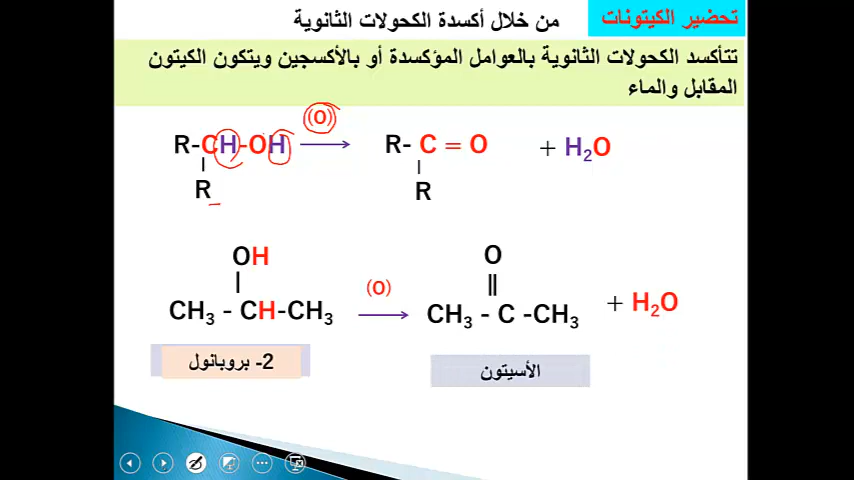 تحضير الكيتونات
من خلال أكسدة الكحولات الثانوية
تتأكسد الكحولات الثانوية بالعوامل المؤكسدة أو بالأكسجين ويتكون الكيتون
المقابل والماء
(O)
R-CH-OH R- C = O + H₂O
R R
OH O
(O)
CH₃ - CH-CH₃ CH₃ - C -CH₃ + H₂O
2- بروبانول
الأسيتون